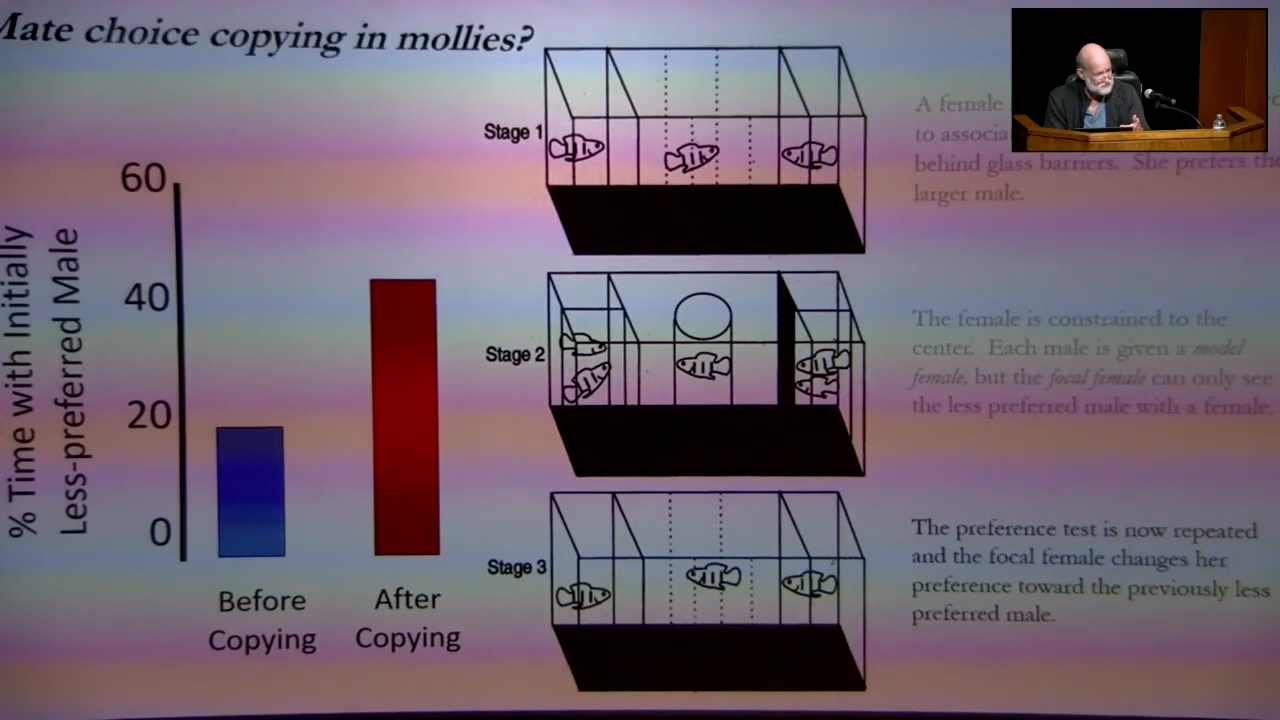 Mate choice copying in mollies?
60
40
20
0
% Time with Initially
Less-preferred Male
Before
Copying
After
Copying
Stage 1
Stage 2
Stage 3
A female
to associa
behind glass barriers. She prefers the
larger male.
The female is constrained to the
center. Each male is given a model
female, but the focal female can only see
the less preferred male with a female.
The preference test is now repeated
and the focal female changes her
preference toward the previously less
preferred male.